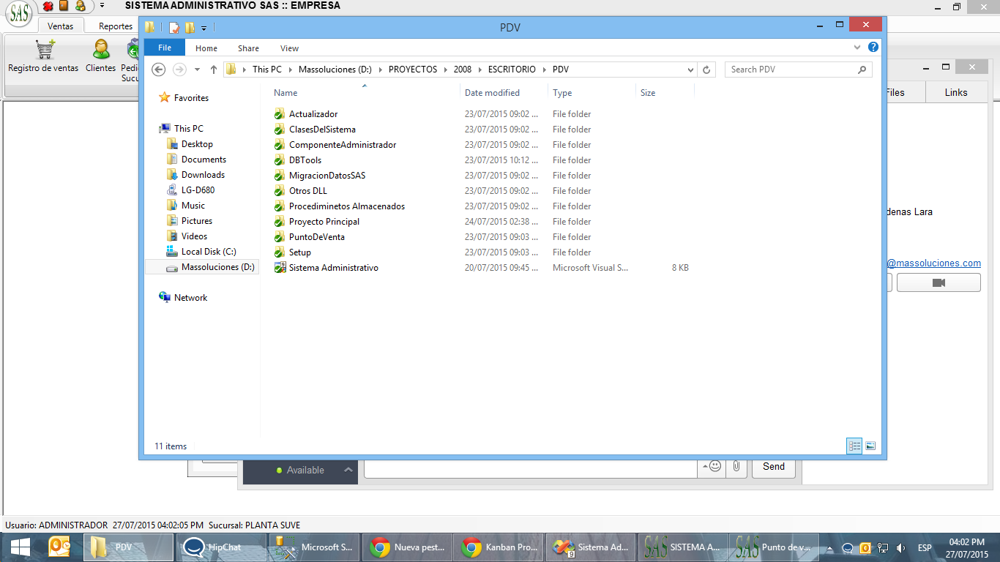 SAS
SISTEMA ADMINISTRATIVO SAS :: EMPRESA
Ventas
Reportes
Registro de ventas
Clientes
Sucu
PDV
File
Home
Share
View
This PC
Massoluciones (D:)
PROYECTOS
2008
ESCRITORIO
PDV
Search PDV
Favorites
This PC
Desktop
Documents
Downloads
LG-D680
Music
Pictures
Videos
Local Disk (C:)
Massoluciones (D:)
Network
Name Date modified Type Size
Actualizador 23/07/2015 09:02 ... File folder
ClasesDelSistema 23/07/2015 09:02 ... File folder
ComponenteAdministrador 23/07/2015 09:02 ... File folder
DBTools 23/07/2015 10:12 ... File folder
MigracionDatosSAS 23/07/2015 09:02 ... File folder
Otros DLL 23/07/2015 09:02 ... File folder
Procediminetos Almacenados 23/07/2015 09:02 ... File folder
Proyecto Principal 24/07/2015 02:38 ... File folder
PuntoDeVenta 23/07/2015 09:03 ... File folder
Setup 23/07/2015 09:03 ... File folder
Sistema Administrativo 20/07/2015 09:45 ... Microsoft Visual S... 8 KB
11 items
Files
Links
denas Lara
@massoluciones.com
Available
Send
Usuario: ADMINISTRADOR 27/07/2015 04:02:05 PM Sucursal: PLANTA SUVE
PDV
HipChat
Microsoft S...
Nueva pest...
Kanban Pro...
Sistema Ad...
SAS
SISTEMA A...
SAS
Punto de v...
ESP
04:02 PM
27/07/2015